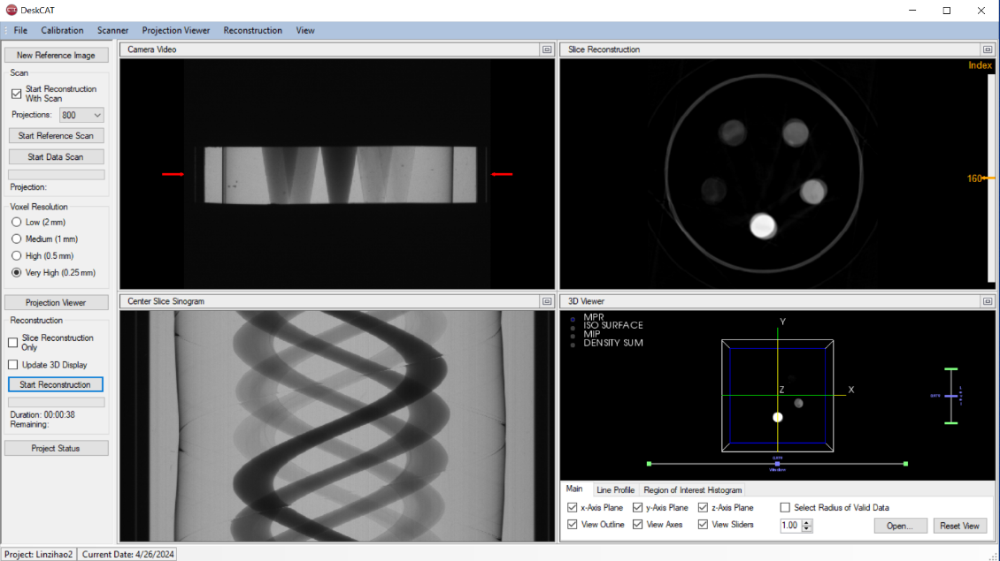 DeskCAT
File Calibration Scanner Projection Viewer Reconstruction View
New Reference Image
Scan
Start Reconstruction
With Scan
Projections: 800
Start Reference Scan
Start Data Scan
Projection:
Voxel Resolution
Low (2 mm)
Medium (1 mm)
High (0.5 mm)
Very High (0.25 mm)
Projection Viewer
Reconstruction
Slice Reconstruction
Only
Update 3D Display
Start Reconstruction
Duration: 00:00:38
Remaining:
Project Status
Camera Video
Slice Reconstruction
Index
160
Center Slice Sinogram
3D Viewer
MPR
ISO SURFACE
MIP
DENSITY SUM
Y
Z
X
Main Line Profile Region of Interest Histogram
x-Axis Plane y-Axis Plane z-Axis Plane Select Radius of Valid Data
View Outline View Axes View Sliders 1.00 Open... Reset View
Project: Linzihao2 Current Date: 4/26/2024